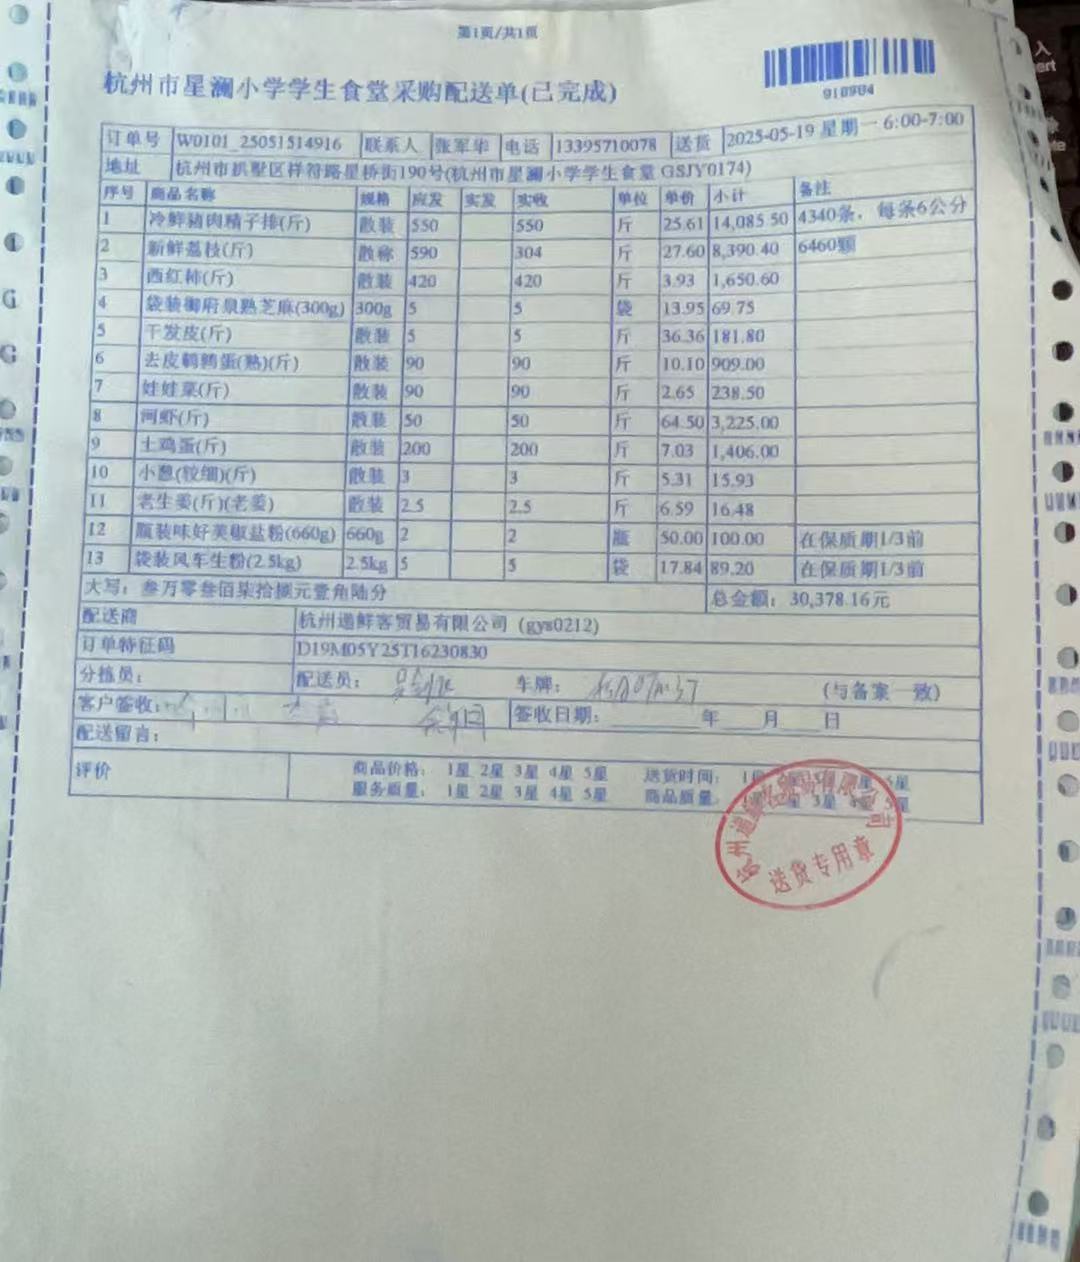 第1页/共1页
杭州市星澜小学学生食堂采购配送单(已完成)
910904
订单号 W0101_25051514916 联系人 张军华 电话 13395710078 送货 2025-05-19 星期一 6:00-7:00
地址 杭州市拱墅区祥符路星桥街190号(杭州市星澜小学学生食堂 GSJY0174)
序号 商品名称 规格 应发 实发 实收 单位 单价 小计 备注
1 冷鲜猪肉精子排(斤) 散装 550 550 斤 25.61 14,085.50 4340条，每条6公分
2 新鲜荔枝(斤) 散称 590 304 斤 27.60 8,390.40 6460颗
3 西红柿(斤) 散装 420 420 斤 3.93 1,650.60
4 袋装御府泉熟芝麻(300g) 300g 5 5 袋 13.95 69.75
5 干发皮(斤) 散装 5 5 斤 36.36 181.80
6 去皮鹌鹑蛋(熟)(斤) 散装 90 90 斤 10.10 909.00
7 娃娃菜(斤) 散装 90 90 斤 2.65 238.50
8 河虾(斤) 散装 50 50 斤 64.50 3,225.00
9 土鸡蛋(斤) 散装 200 200 斤 7.03 1,406.00
10 小葱(较细)(斤) 散装 3 3 斤 5.31 15.93
11 老生姜(斤)(老姜) 散装 2.5 2.5 斤 6.59 16.48
12 瓶装味好美椒盐粉(660g) 660g 2 2 瓶 50.00 100.00 在保质期1/3前
13 袋装风车生粉(2.5kg) 2.5kg 5 5 袋 17.84 89.20 在保质期1/3前
大写：叁万零叁佰柒拾捌元壹角陆分 总金额：30,378.16元
配送商 杭州递鲜客贸易有限公司 (gys0212)
订单特征码 D19M05Y25T16230830
分拣员： 配送员： 车牌： (与备案一致)
客户签收： 签收日期： 年 月 日
配送留言：
评价 商品价格： 1星 2星 3星 4星 5星 送货时间：
服务质量： 1星 2星 3星 4星 5星 商品质量 3星
送货专用章